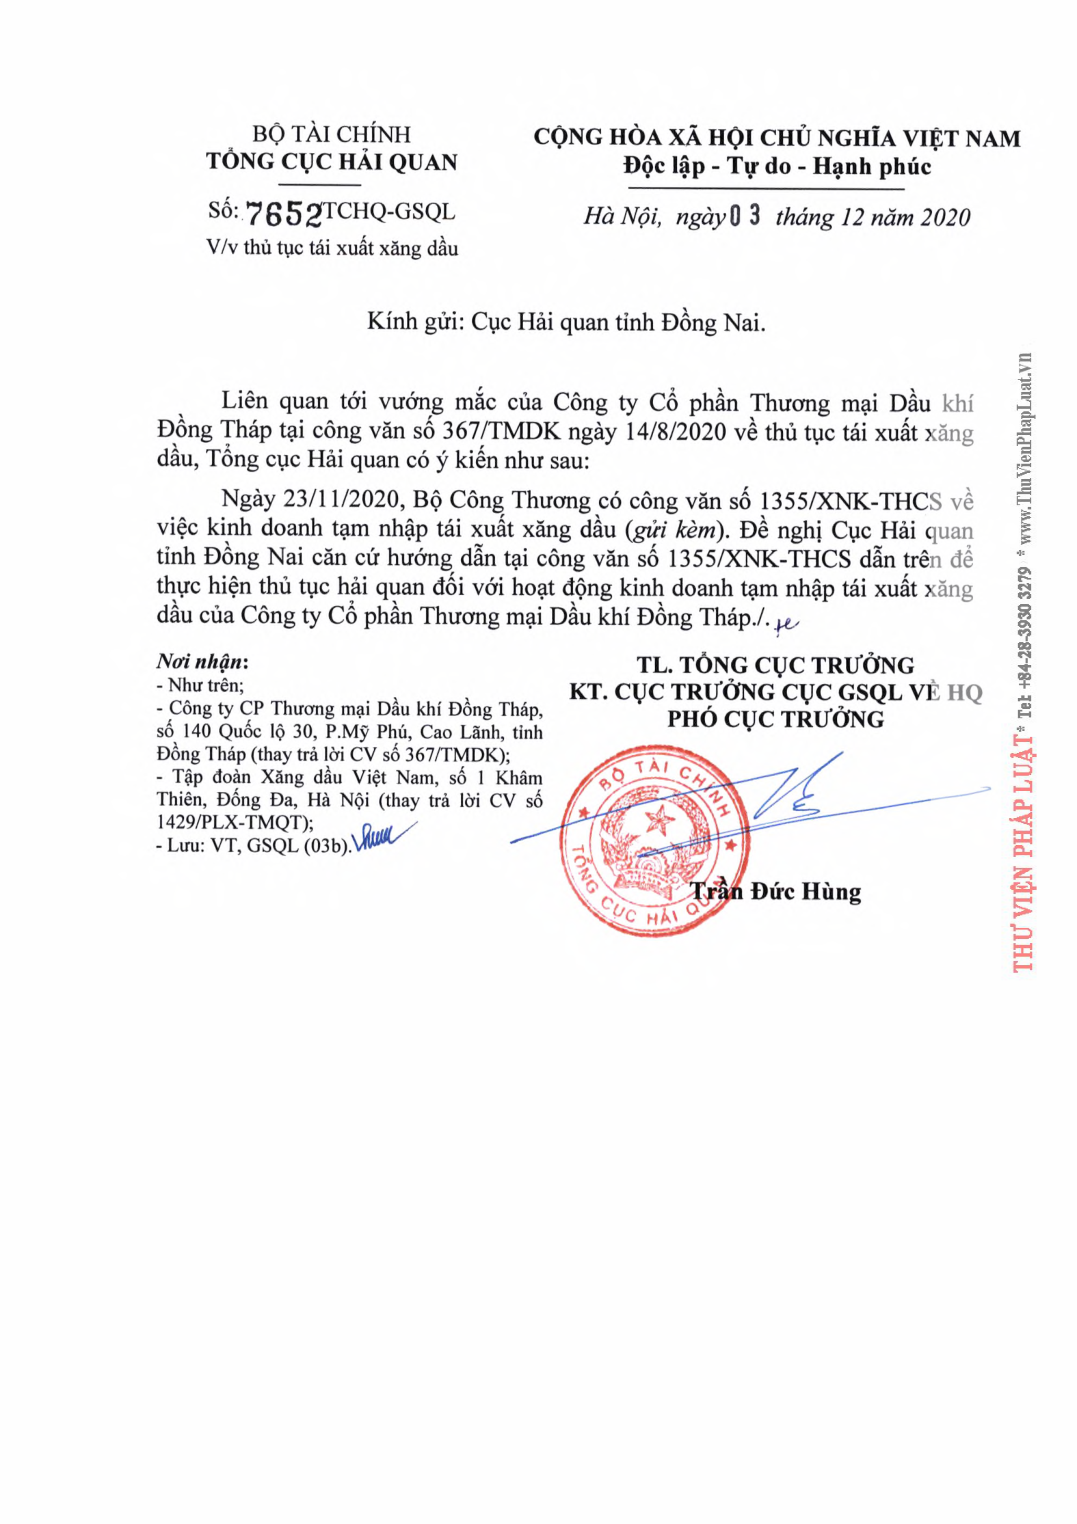 BỘ TÀI CHÍNH
TỔNG CỤC HẢI QUAN
Số: 7652/TCHQ-GSQL
V/v thủ tục tái xuất xăng dầu
CỘNG HÒA XÃ HỘI CHỦ NGHĨA VIỆT NAM
Độc lập - Tự do - Hạnh phúc
Hà Nội, ngày 03 tháng 12 năm 2020
Kính gửi: Cục Hải quan tỉnh Đồng Nai.
Liên quan tới vướng mắc của Công ty Cổ phần Thương mại Dầu khí
Đồng Tháp tại công văn số 367/TMDK ngày 14/8/2020 về thủ tục tái xuất xăng
dầu, Tổng cục Hải quan có ý kiến như sau:
Ngày 23/11/2020, Bộ Công Thương có công văn số 1355/XNK-THCS về
việc kinh doanh tạm nhập tái xuất xăng dầu (gửi kèm). Đề nghị Cục Hải quan
tỉnh Đồng Nai căn cứ hướng dẫn tại công văn số 1355/XNK-THCS dẫn trên để
thực hiện thủ tục hải quan đối với hoạt động kinh doanh tạm nhập tái xuất xăng
dầu của Công ty Cổ phần Thương mại Dầu khí Đồng Tháp./.
Nơi nhận:
- Như trên;
- Công ty CP Thương mại Dầu khí Đồng Tháp,
số 140 Quốc lộ 30, P.Mỹ Phú, Cao Lãnh, tỉnh
Đồng Tháp (thay trả lời CV số 367/TMDK);
- Tập đoàn Xăng dầu Việt Nam, số 1 Khâm
Thiên, Đống Đa, Hà Nội (thay trả lời CV số
1429/PLX-TMQT);
- Lưu: VT, GSQL (03b).
TL. TỔNG CỤC TRƯỞNG
KT. CỤC TRƯỞNG CỤC GSQL VỀ HQ
PHÓ CỤC TRƯỞNG
BỘ TÀI CHÍNH
TỔNG CỤC HẢI QUAN
Trần Đức Hùng
THƯ VIỆN PHÁP LUẬT * Tel: +84-28-3930 3279 * www.ThuVienPhapLuat.vn